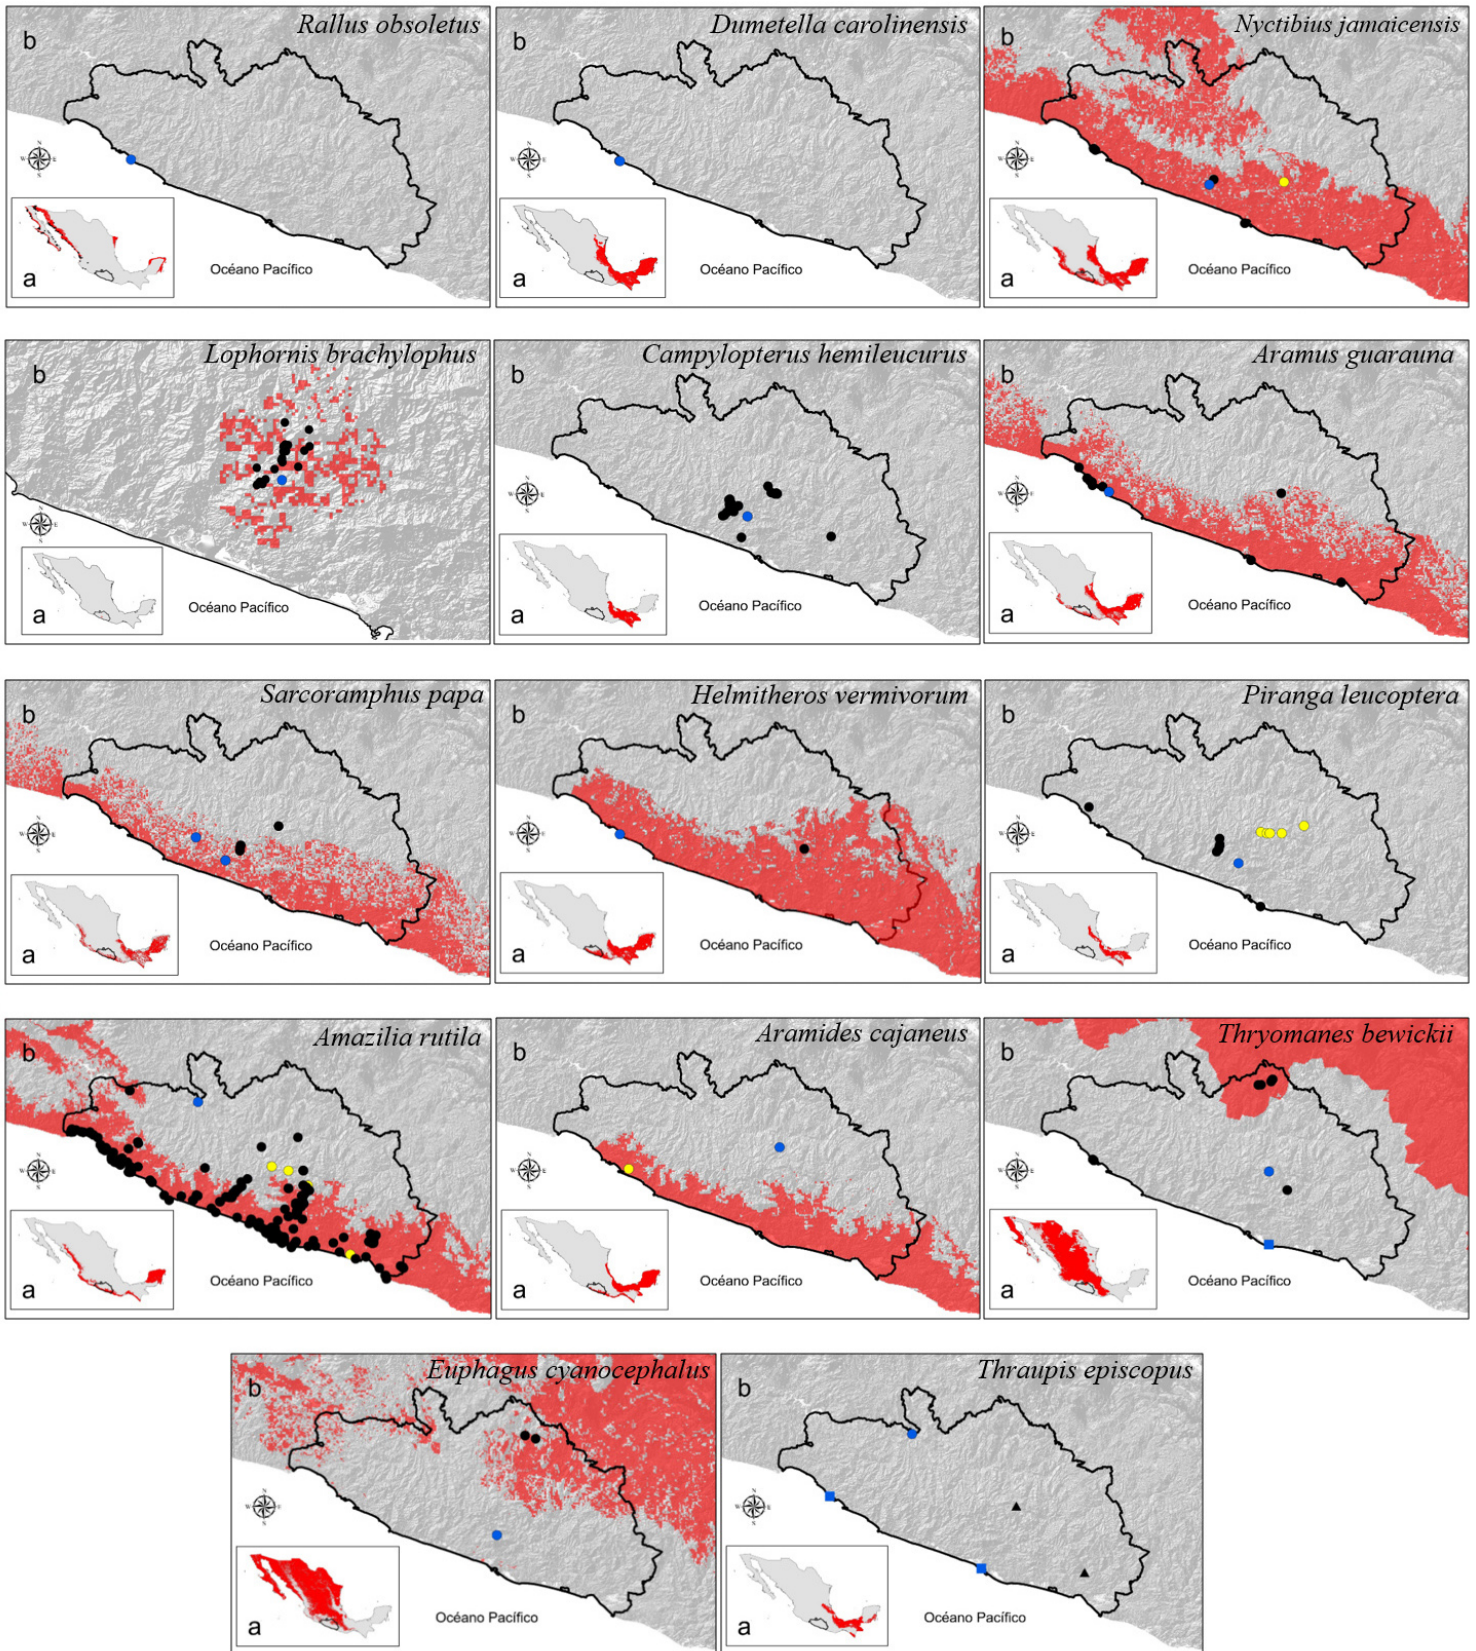 b
Rallus obsoletus
N
W E
S
a
Océano Pacífico
b
Dumetella carolinensis
N
W E
S
a
Océano Pacífico
b
Nyctibius jamaicensis
N
W E
S
a
Océano Pacífico
b
Lophornis brachylophus
N
W E
S
a
Océano Pacífico
b
Campylopterus hemileucurus
N
W E
S
a
Océano Pacífico
b
Aramus guarauna
N
W E
S
a
Océano Pacífico
b
Sarcoramphus papa
N
W E
S
a
Océano Pacífico
b
Helmitheros vermivorum
N
W E
S
a
Océano Pacífico
b
Piranga leucoptera
N
W E
S
a
Océano Pacífico
b
Amazilia rutila
N
W E
S
a
Océano Pacífico
b
Aramides cajaneus
N
W E
S
a
Océano Pacífico
b
Thryomanes bewickii
N
W E
S
a
Océano Pacífico
b
Euphagus cyanocephalus
N
W E
S
a
Océano Pacífico
b
Thraupis episcopus
N
W E
S
a
Océano Pacífico